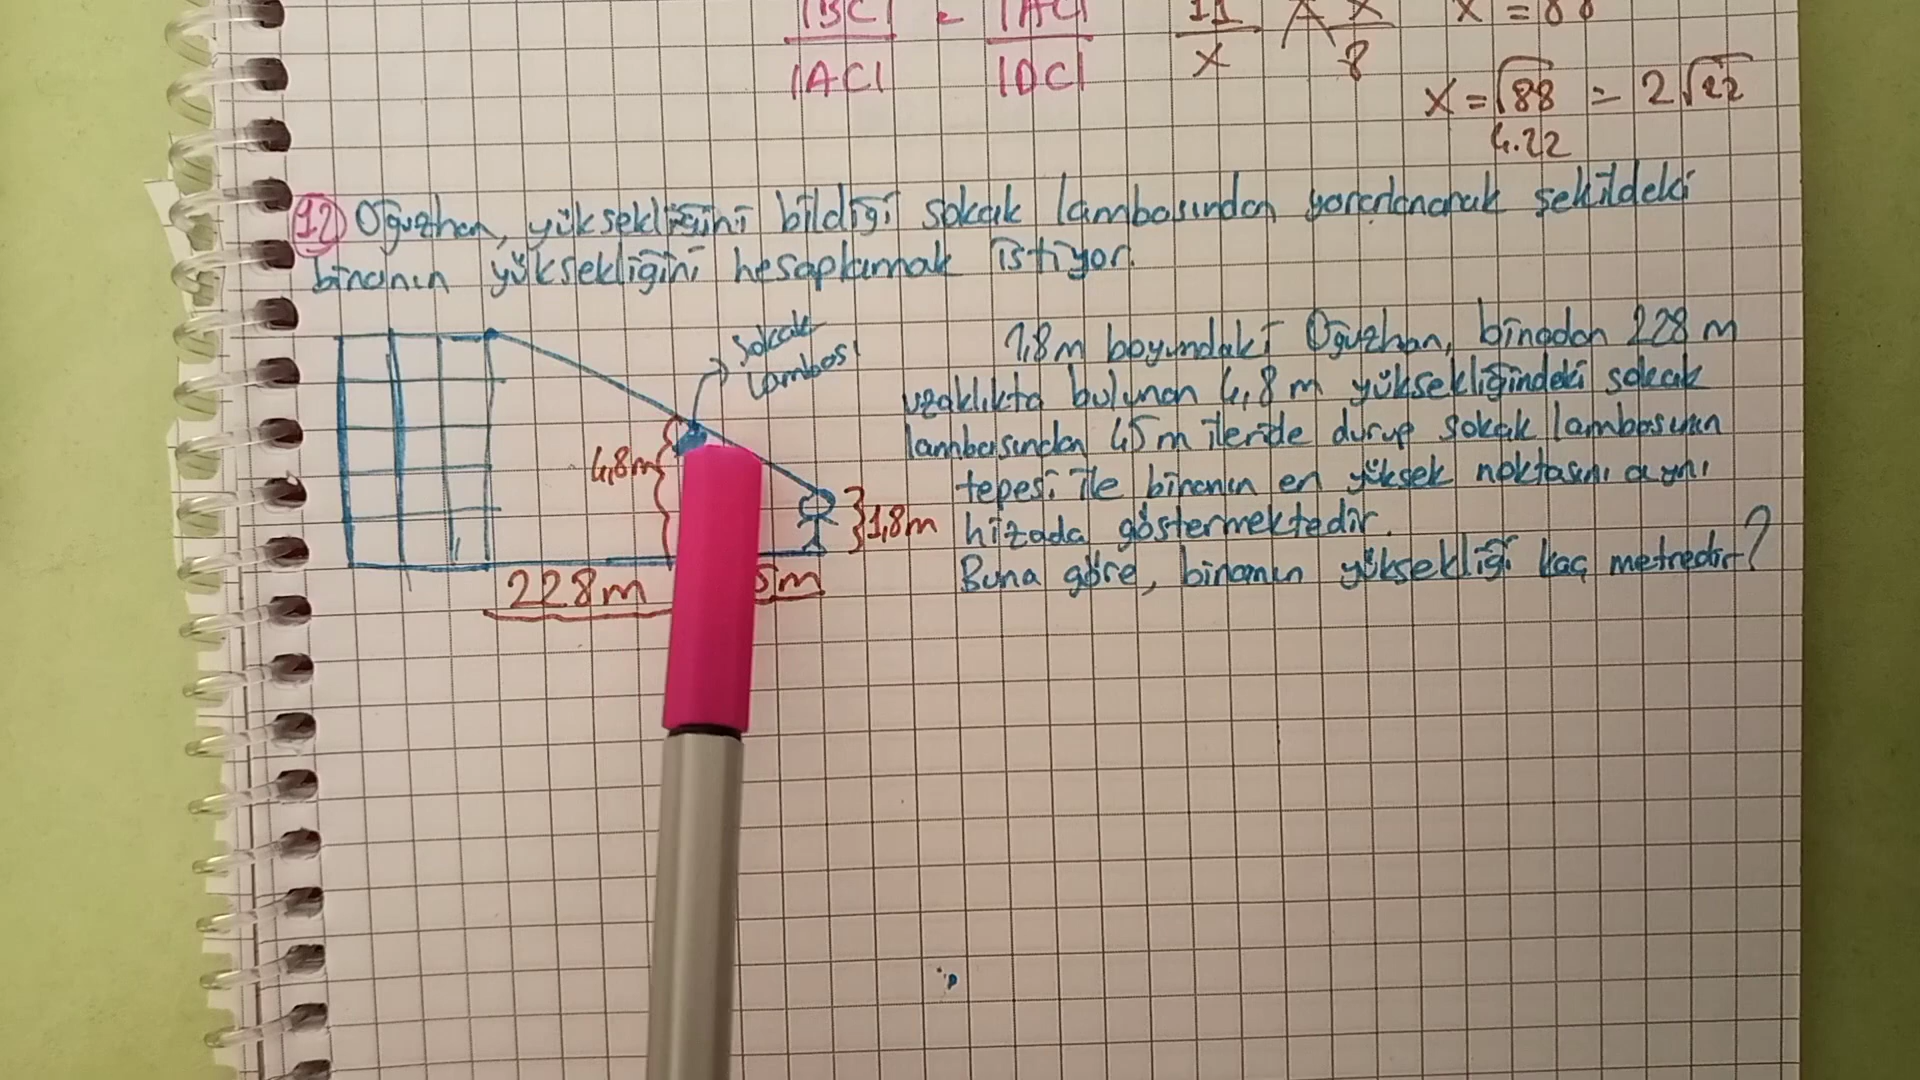 |BC| = |AC|
|AC| |DC|
11 x
x 8
x = 88
x = √88 = 2√22
4.22
12) Oğuzhan, yüksekliğini bildiği sokak lambasından yararlanarak şekildeki
binanın yüksekliğini hesaplamak istiyor.
sokak
lambası
4,8m
1,8m
228m
5m
1,8m boyundaki Oğuzhan, binadan 228 m
uzaklıkta bulunan 4,8 m yüksekliğindeki sokak
lambasından 45m ileride durup sokak lambasının
tepesi ile binanın en yüksek noktasını aynı
hizada göstermektedir.
Buna göre, binanın yüksekliği kaç metredir?